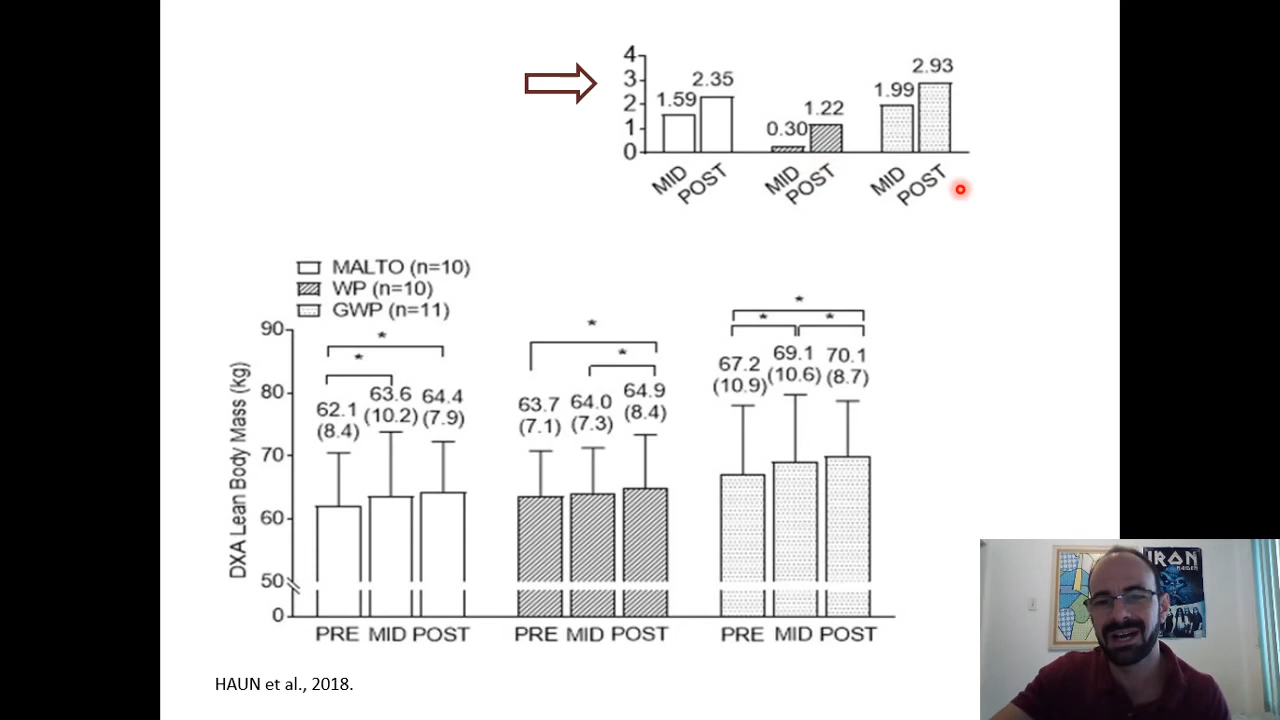 4
3
2
1
0
1.59
2.35
0.30
1.22
1.99
2.93
MID
POST
MID
POST
MID
POST
MALTO (n=10)
WP (n=10)
GWP (n=11)
DXA Lean Body Mass (kg)
90
80
70
60
50
0
*
*
62.1
(8.4)
63.6
(10.2)
64.4
(7.9)
*
*
63.7
(7.1)
64.0
(7.3)
64.9
(8.4)
*
*
*
67.2
(10.9)
69.1
(10.6)
70.1
(8.7)
PRE MID POST
PRE MID POST
PRE MID POST
HAUN et al., 2018.
IRON
MAIDEN